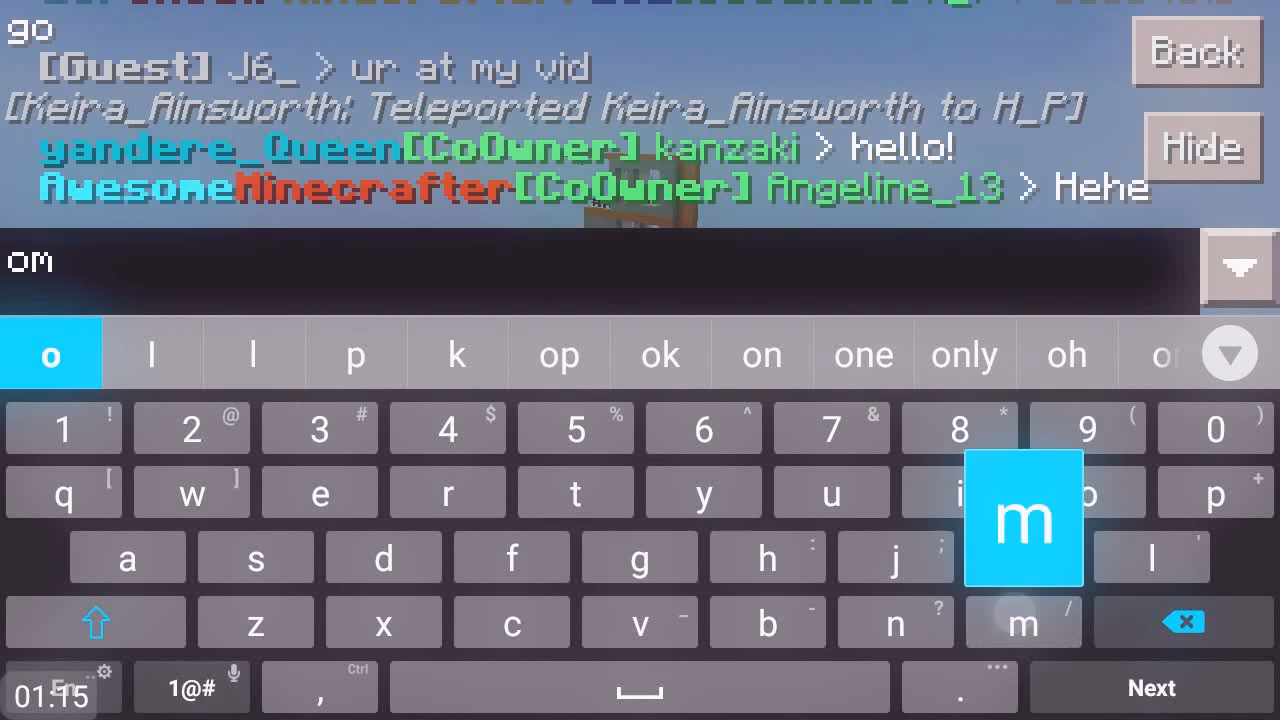 go
[Guest] J6_ > ur at my vid
Back
[Keira_Ainsworth: Teleported Keira_Ainsworth to H_P]
yandere_Queen[CoOwner] kanzaki > hello!
Hide
AwesomeMinecrafter[CoOwner] Angeline_13 > Hehe
om
o I l p k op ok on one only oh
1 ! 2 @ 3 # 4 $ 5 % 6 ^ 7 & 8 * 9 ( 0 )
q [ w ] e r t y u i o p +
a s d f g h : j ; m l '
z x c v _ b - n ? m /
En 1@# , Ctrl . Next
01:15